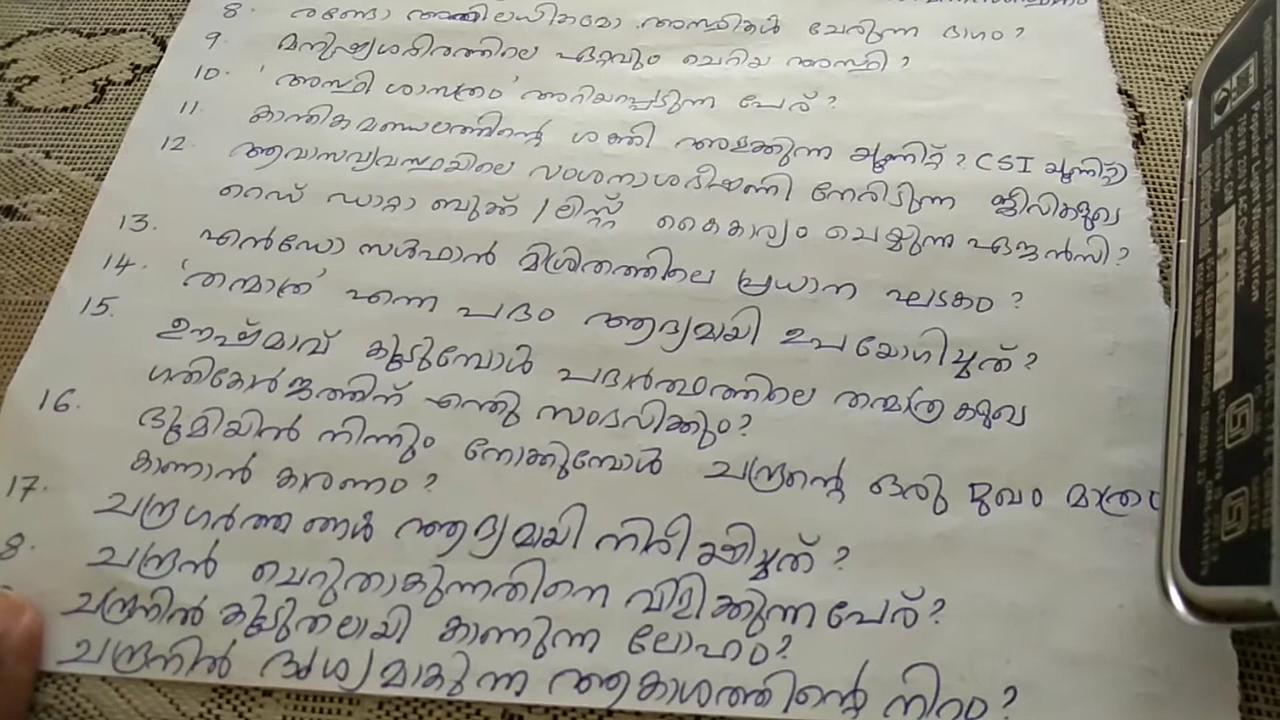 8. രണ്ടോ അതിലധികമോ അസ്ഥികൾ ചേരുന്ന ഭാഗം?
9. മനുഷ്യശരീരത്തിലെ ഏറ്റവും ചെറിയ അസ്ഥി?
10. 'അസ്ഥി ശാസ്ത്രം' അറിയപ്പെടുന്ന പേര്?
11. കാന്തികമണ്ഡലത്തിന്റെ ശക്തി അളക്കുന്ന യൂണിറ്റ്? CSI യൂണിറ്റ്)
12. ആവാസവ്യവസ്ഥയിലെ വംശനാശഭീഷണി നേരിടുന്ന ജീവികളുടെ
റെഡ് ഡാറ്റാ ബുക്ക് / ലിസ്റ്റ് കൈകാര്യം ചെയ്യുന്ന ഏജൻസി?
13. എൻഡോ സൾഫാൻ മിശ്രിതത്തിലെ പ്രധാന ഘടകം?
14. 'തന്മാത്ര' എന്ന പദം ആദ്യമായി ഉപയോഗിച്ചത്?
15. ഊഷ്മാവ് കൂടുമ്പോൾ പദാർത്ഥത്തിലെ തന്മാത്രകളുടെ
ഗതികോർജത്തിന് എന്തു സംഭവിക്കും?
16. ഭൂമിയിൽ നിന്നും നോക്കുമ്പോൾ ചന്ദ്രന്റെ ഒരു മുഖം മാത്രം
കാണാൻ കാരണം?
17. ചന്ദ്രഗർത്തങ്ങൾ ആദ്യമായി നിരീക്ഷിച്ചത്?
8. ചന്ദ്രൻ ചെറുതാകുന്നതിനെ വിളിക്കുന്ന പേര്?
ചന്ദ്രനിൽ കൂടുതലായി കാണുന്ന ലോഹം?
ചന്ദ്രനിൽ ദൃശ്യമാകുന്ന ആകാശത്തിന്റെ നിറം?